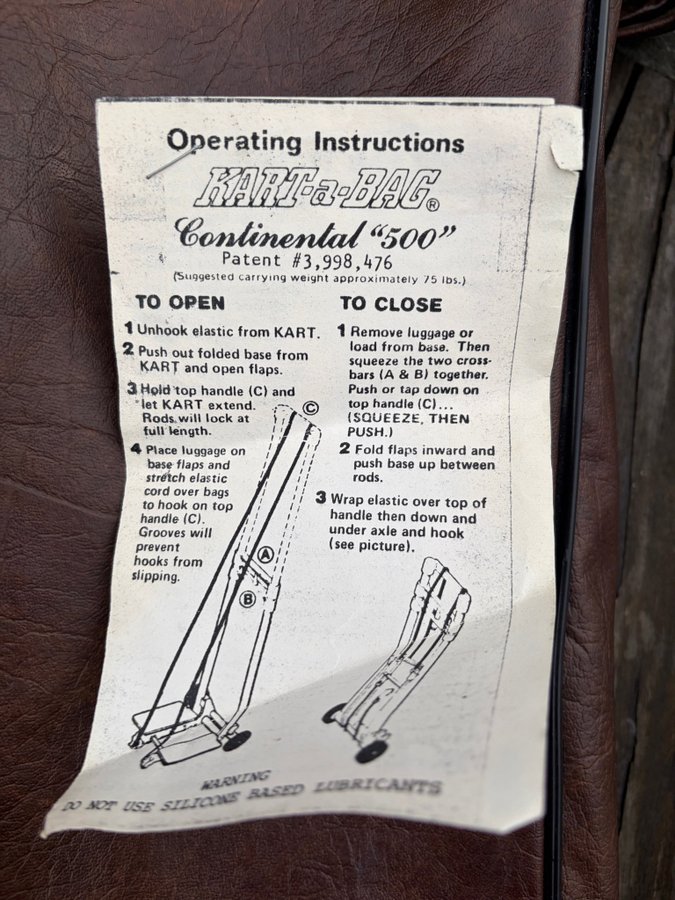 Operating Instructions
KART-a-BAG®
Continental "500"
Patent #3,998,476
(Suggested carrying weight approximately 75 lbs.)
TO OPEN
1 Unhook elastic from KART.
2 Push out folded base from
KART and open flaps.
3 Hold top handle (C) and
let KART extend.
Rods will lock at
full length.
4 Place luggage on
base flaps and
stretch elastic
cord over bags
to hook on top
handle (C).
Grooves will
prevent
hooks from
slipping.
TO CLOSE
1 Remove luggage or
load from base. Then
squeeze the two cross-
bars (A & B) together.
Push or tap down on
top handle (C)...
(SQUEEZE, THEN
PUSH.)
2 Fold flaps inward and
push base up between
rods.
3 Wrap elastic over top of
handle then down and
under axle and hook
(see picture).
C
A
B
WARNING
DO NOT USE SILICONE BASED LUBRICANTS